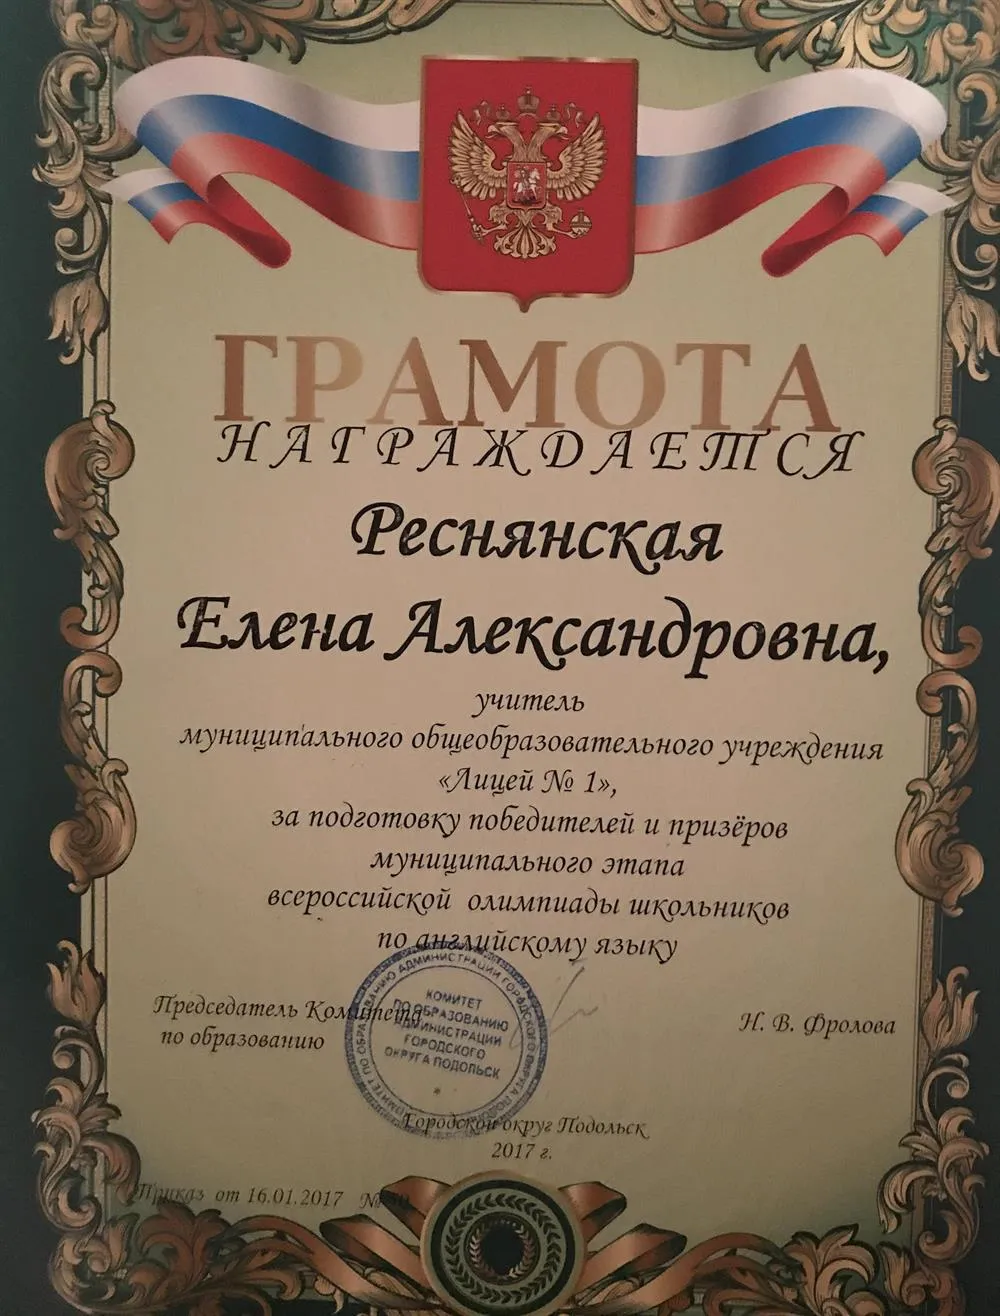 ГРАМОТА
НАГРАЖДАЕТСЯ
Реснянская
Елена Александровна,
учитель
муниципального общеобразовательного учреждения
«Лицей № 1»,
за подготовку победителей и призёров
муниципального этапа
всероссийской олимпиады школьников
по английскому языку
Председатель Комитета
по образованию
Н. В. Фролова
КОМИТЕТ
ПО ОБРАЗОВАНИЮ
АДМИНИСТРАЦИИ
ГОРОДСКОГО
ОКРУГА ПОДОЛЬСК
Городской округ Подольск
2017 г.
Приказ от 16.01.2017 №